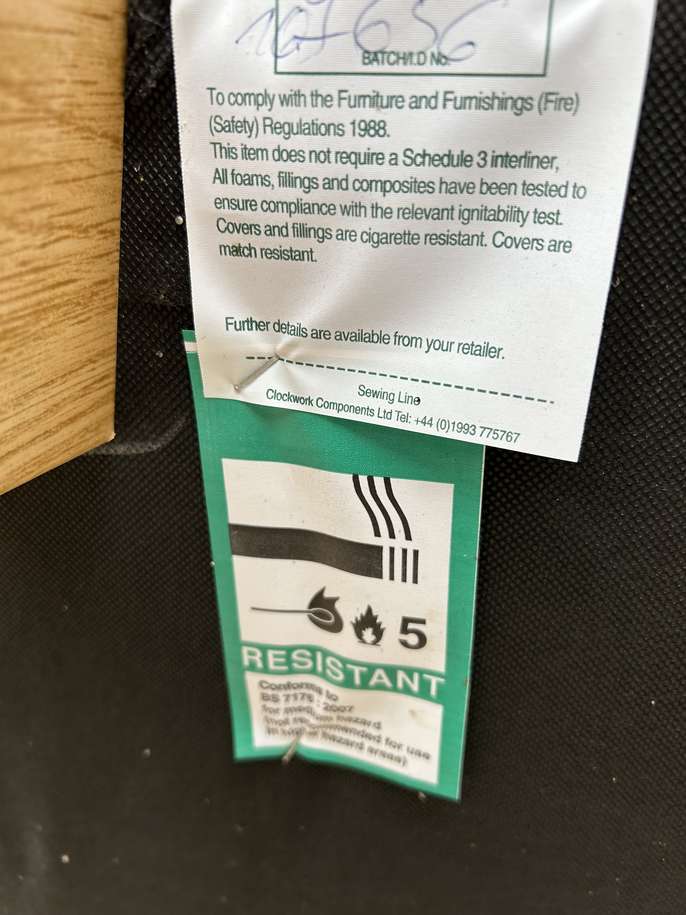 107656
BATCH/I.D No.
To comply with the Furniture and Furnishings (Fire)
(Safety) Regulations 1988.
This item does not require a Schedule 3 interliner,
All foams, fillings and composites have been tested to
ensure compliance with the relevant ignitability test.
Covers and fillings are cigarette resistant. Covers are
match resistant.
Further details are available from your retailer.
Sewing Line
Clockwork Components Ltd Tel: +44 (0)1993 775767
5
RESISTANT
Conforms to
BS 7176 : 2007
for medium hazard
(not recommended for use
in higher hazard areas)